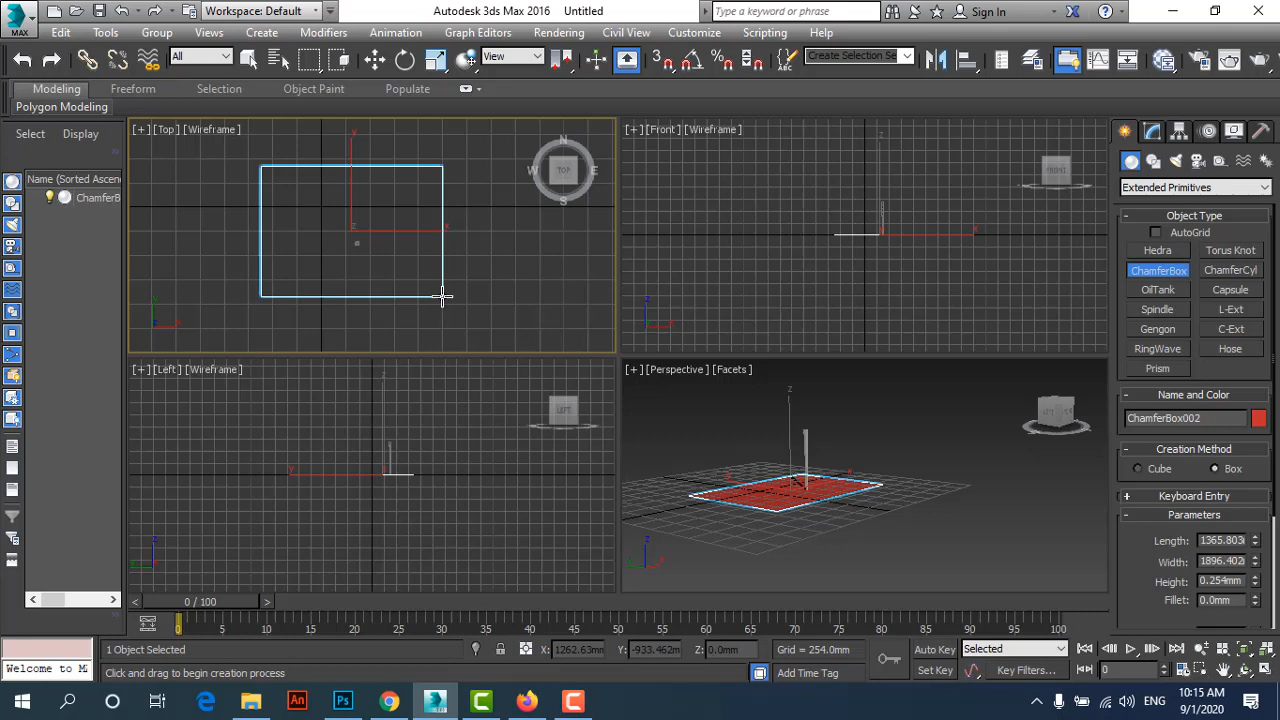 Workspace: Default
Autodesk 3ds Max 2016 Untitled
Type a keyword or phrase
Sign In
MAX
Edit Tools Group Views Create Modifiers Animation Graph Editors Rendering Civil View Customize Scripting Help
All
View
Create Selection Se
Modeling Freeform Selection Object Paint Populate
Polygon Modeling
Select Display
Name (Sorted Ascen
ChamferB
[+] [Top] [Wireframe]
[+] [Front] [Wireframe]
[+] [Left] [Wireframe]
[+] [Perspective] [Facets]
N
W
TOP
E
S
FRONT
LEFT
Extended Primitives
Object Type
AutoGrid
Hedra Torus Knot
ChamferBox ChamferCyl
OilTank Capsule
Spindle L-Ext
Gengon C-Ext
RingWave Hose
Prism
Name and Color
ChamferBox002
Creation Method
Cube Box
Keyboard Entry
Parameters
Length: 1365.803
Width: 1896.402
Height: 0.254mm
Fillet: 0.0mm
0 / 100
0 5 10 15 20 25 30 35 40 45 50 55 60 65 70 75 80 85 90 95 100
1 Object Selected
X: 1262.63m Y: -933.462m Z: 0.0mm Grid = 254.0mm
Auto Key Selected
Welcome to M
Click and drag to begin creation process
Add Time Tag
Set Key Key Filters...
0
An
Ps
ENG
10:15 AM
9/1/2020